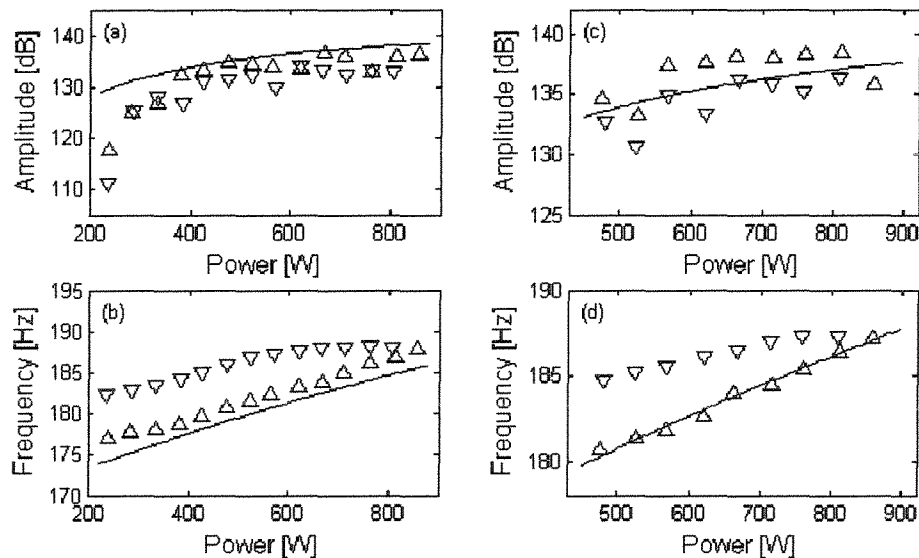 (a)
Amplitude [dB]
140
130
120
110
200
400
600
800
Power [W]
(c)
Amplitude [dB]
140
135
130
125
500
600
700
800
900
Power [W]
(b)
Frequency [Hz]
195
190
185
180
175
170
200
400
600
800
Power [W]
(d)
Frequency [Hz]
190
185
180
500
600
700
800
900
Power [W]